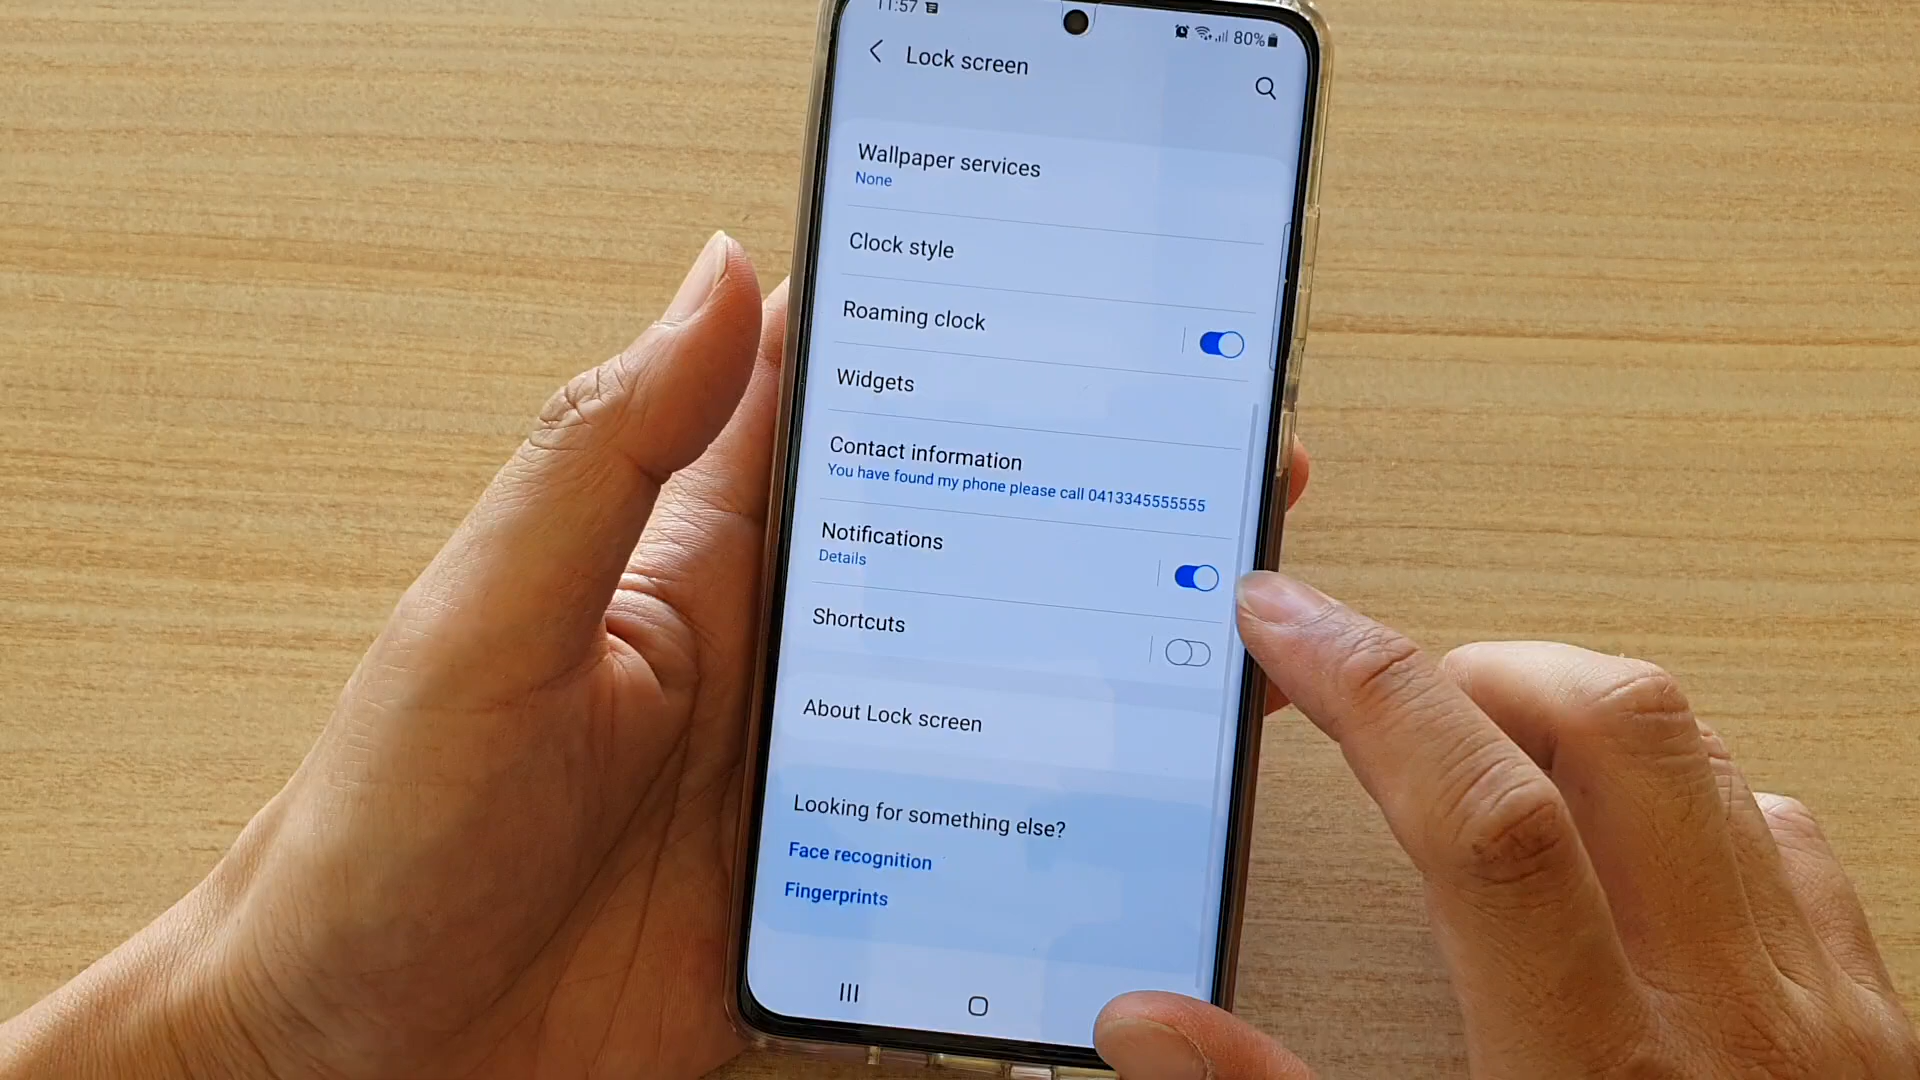 11:57
80%
Lock screen
Wallpaper services
None
Clock style
Roaming clock
Widgets
Contact information
You have found my phone please call 0413345555555
Notifications
Details
Shortcuts
About Lock screen
Looking for something else?
Face recognition
Fingerprints